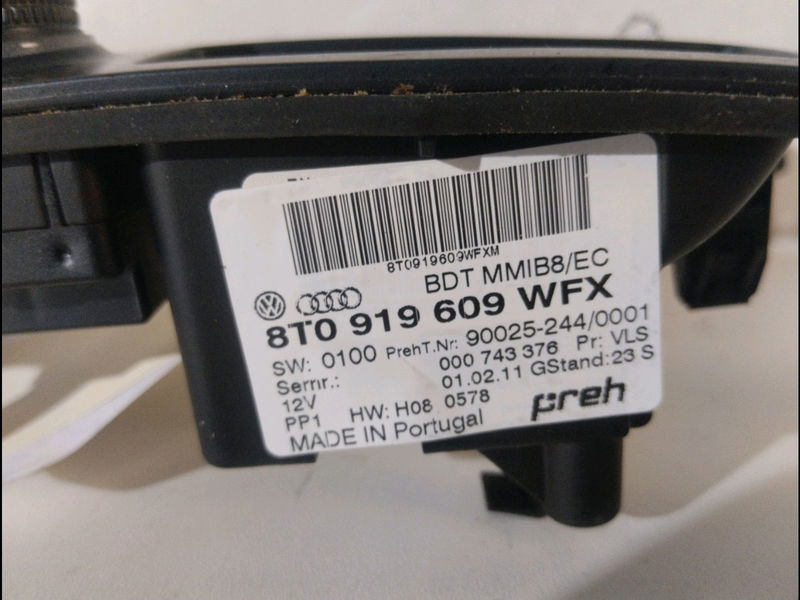 8T0919609WFXM
BDT MMIB8/EC
8T0 919 609 WFX
SW: 0100 PrehT.Nr: 90025-244/0001
Sernr.: 000 743 376 Pr: VLS
12V 01.02.11 GStand:23 S
PP1 HW: H08 0578
MADE IN Portugal preh